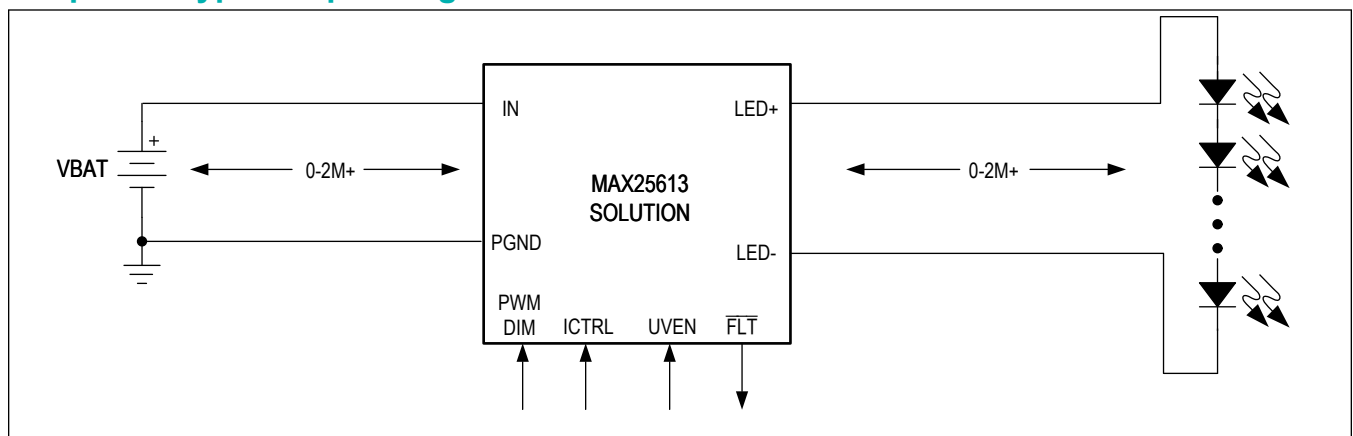 IN
LED+
+
VBAT
0-2M+
MAX25613
SOLUTION
0-2M+
PGND
LED-
PWM
DIM
ICTRL
UVEN
FLT